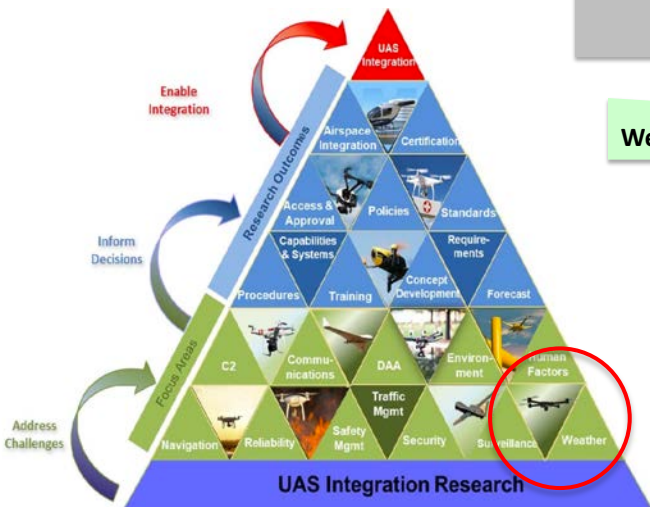 UAS
Integration
Enable
Integration
Research Outcomes
Airspace
Integration
Certification
We
Access &
Approval
Policies
Standards
Inform
Decisions
Capabilities
& Systems
Require-
ments
Procedures
Training
Concept
Development
Forecast
Focus Areas
C2
Commu-
nications
DAA
Environ-
ment
Human
Factors
Address
Challenges
Navigation
Reliability
Safety
Mgmt
Traffic
Mgmt
Security
Surveillance
Weather
UAS Integration Research